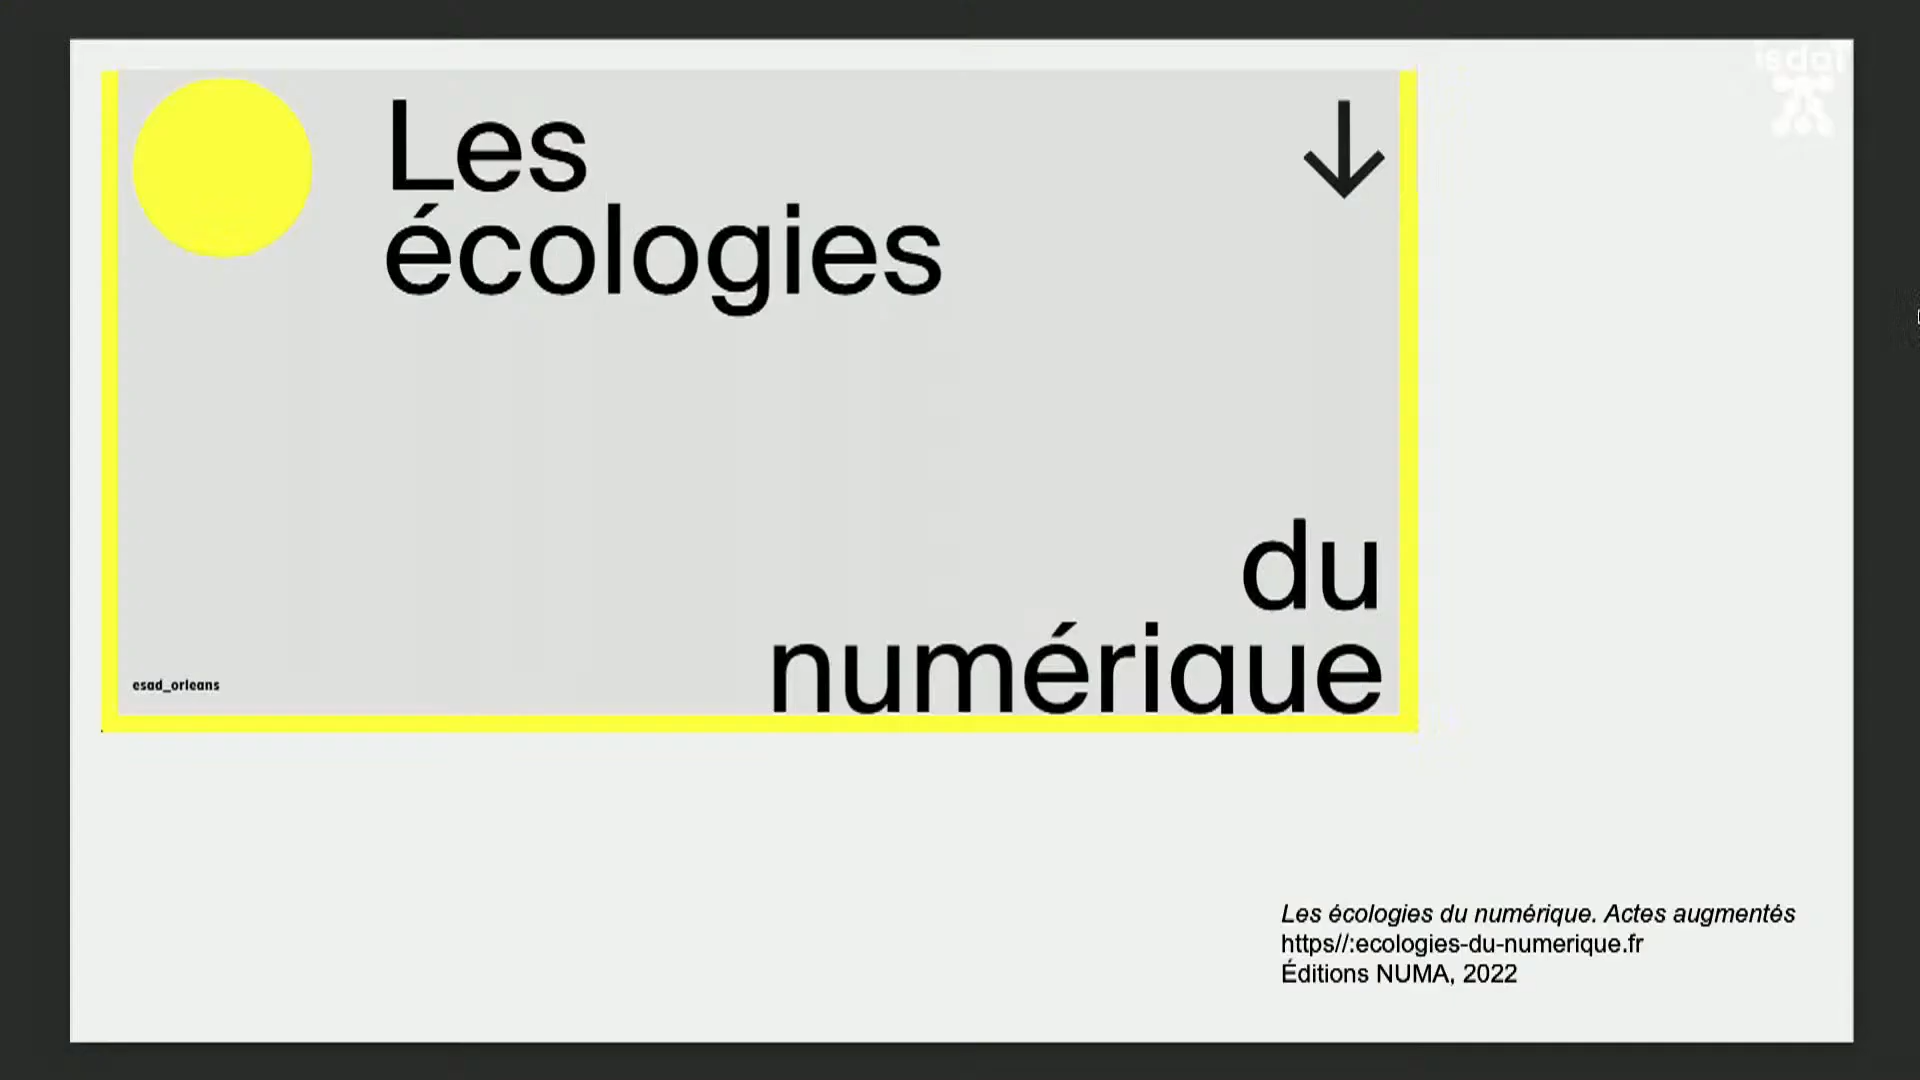 Les
écologies
du
numérique
esad_orleans
Les écologies du numérique. Actes augmentés
https//:ecologies-du-numerique.fr
Éditions NUMA, 2022
isdaT